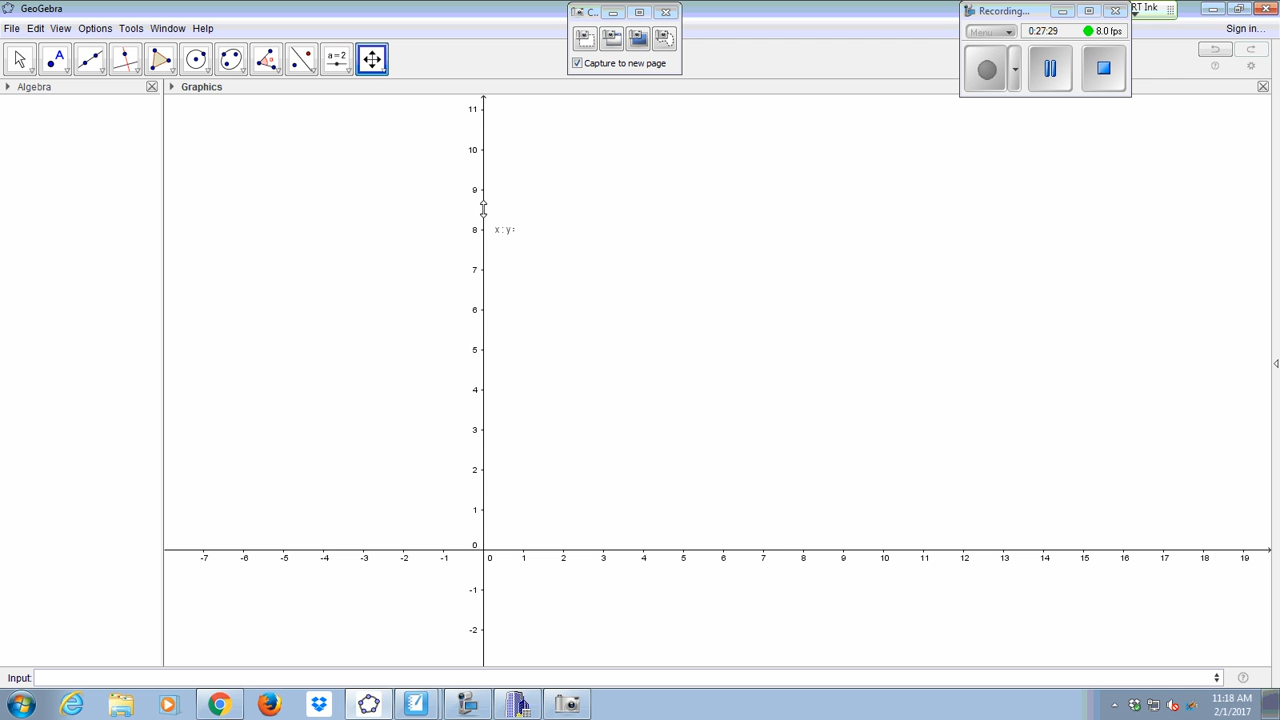 GeoGebra
C...
Recording...
RT Ink
File Edit View Options Tools Window Help
Menu
0:27:29
8.0 fps
Sign in...
A
a = 2
Capture to new page
Algebra
Graphics
11
10
9
8
x : y :
7
6
5
4
3
2
1
0
-7 -6 -5 -4 -3 -2 -1 0 1 2 3 4 5 6 7 8 9 10 11 12 13 14 15 16 17 18 19
-1
-2
Input:
11:18 AM
2/1/2017